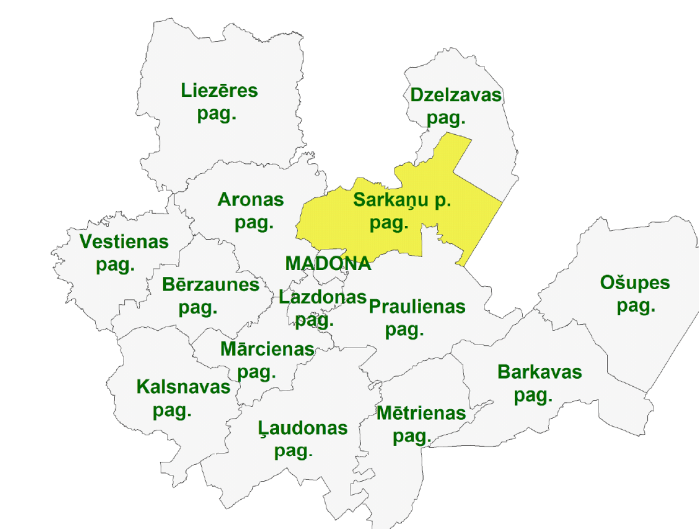 Liezēres
pag.
Dzelzavas
pag.
Aronas
pag.
Sarkaņu p.
pag.
Vestienas
pag.
MADONA
Bērzaunes
pag.
Ošupes
pag.
Lazdonas
pag.
Praulienas
pag.
Mārcienas
pag.
Kalsnavas
pag.
Barkavas
pag.
Ļaudonas
pag.
Mētrienas
pag.